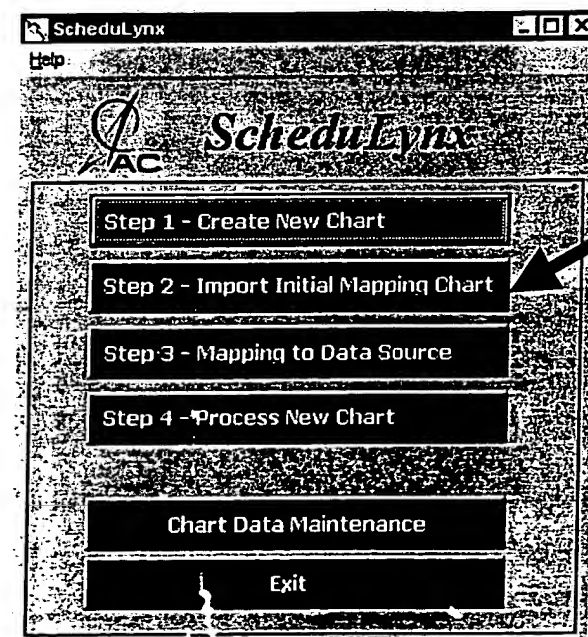 ScheduLynx
Help
AC
ScheduLynx
Step 1 - Create New Chart
Step 2 - Import Initial Mapping Chart
Step 3 - Mapping to Data Source
Step 4 - Process New Chart
Chart Data Maintenance
Exit